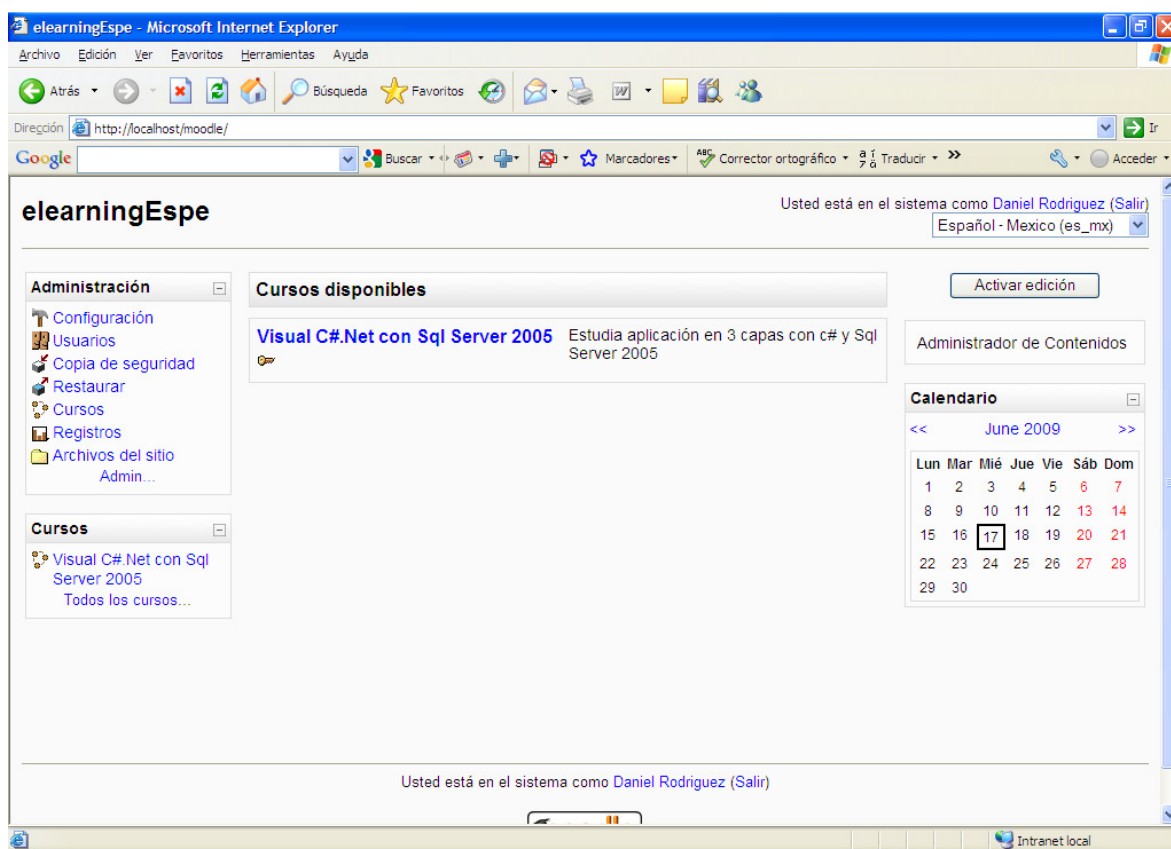 elearningEspe - Microsoft Internet Explorer
Archivo Edición Ver Favoritos Herramientas Ayuda
Atrás Búsqueda Favoritos
Dirección http://localhost/moodle/ Ir
Google Buscar Marcadores ABC Corrector ortográfico Traducir Acceder
elearningEspe
Usted está en el sistema como Daniel Rodriguez (Salir)
Español - Mexico (es_mx)
Administración
Configuración
Usuarios
Copia de seguridad
Restaurar
Cursos
Registros
Archivos del sitio
Admin...
Cursos
Visual C#.Net con Sql
Server 2005
Todos los cursos...
Cursos disponibles
Visual C#.Net con Sql Server 2005
Estudia aplicación en 3 capas con c# y Sql
Server 2005
Activar edición
Administrador de Contenidos
Calendario
<< June 2009 >>
Lun Mar Mié Jue Vie Sáb Dom
1 2 3 4 5 6 7
8 9 10 11 12 13 14
15 16 17 18 19 20 21
22 23 24 25 26 27 28
29 30
Usted está en el sistema como Daniel Rodriguez (Salir)
Intranet local